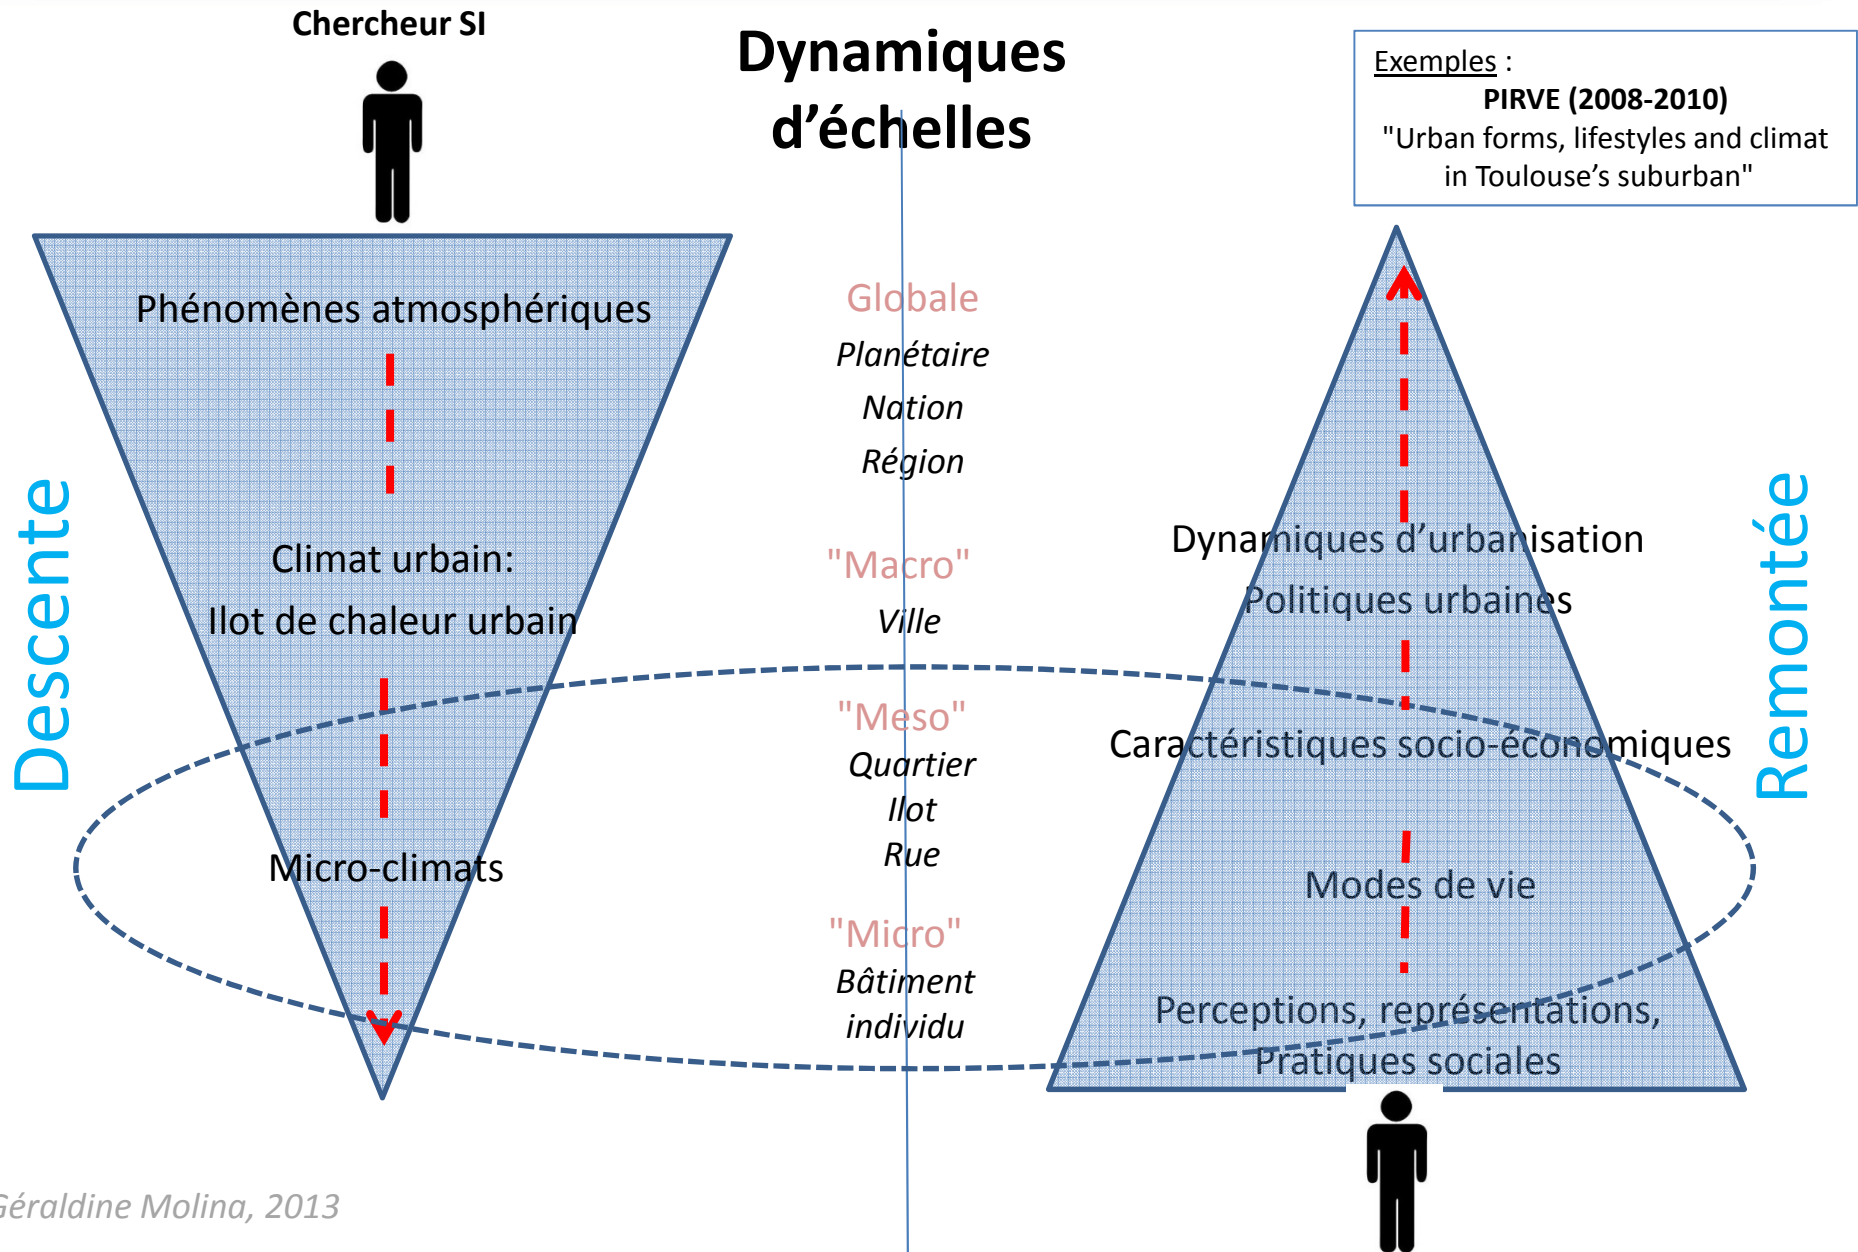 Chercheur SI
Dynamiques
d'échelles
Exemples :
PIRVE (2008-2010)
"Urban forms, lifestyles and climat
in Toulouse's suburban"
Descente
Phénomènes atmosphériques
Climat urbain:
Ilot de chaleur urbain
Micro-climats
Globale
Planétaire
Nation
Région
"Macro"
Ville
"Meso"
Quartier
Ilot
Rue
"Micro"
Bâtiment
individu
Dynamiques d'urbanisation
Politiques urbaines
Caractéristiques socio-économiques
Modes de vie
Perceptions, représentations,
Pratiques sociales
Remontée
Géraldine Molina, 2013